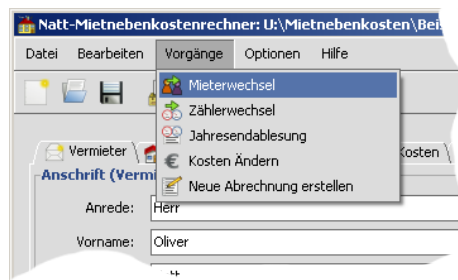 Natt-Mietnebenkostenrechner: U:\Mietnebenkosten\Bei
Datei Bearbeiten Vorgänge Optionen Hilfe
Mieterwechsel
Zählerwechsel
Jahresendablesung
Kosten Ändern
Neue Abrechnung erstellen
Vermieter Kosten
Anschrift (Vermi
Anrede: Herr
Vorname: Oliver